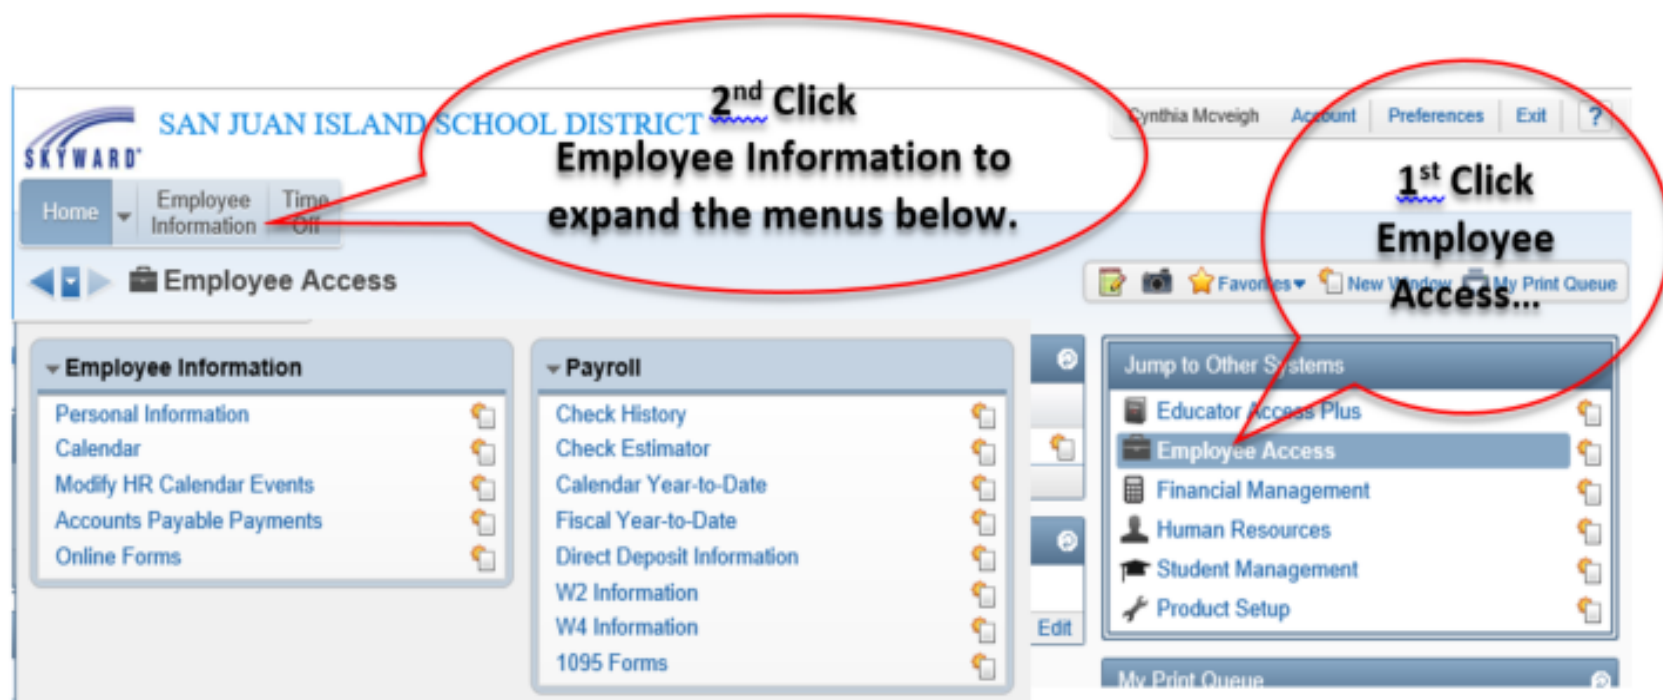 2nd Click
Employee Information to
expand the menus below.
1st Click
Employee
Access...
SKYWARD
SAN JUAN ISLAND SCHOOL DISTRICT
Cynthia Mcveigh Account Preferences Exit ?
Home Employee Information Time Off
Employee Access
Favorites New Window My Print Queue
Employee Information
Personal Information
Calendar
Modify HR Calendar Events
Accounts Payable Payments
Online Forms
Payroll
Check History
Check Estimator
Calendar Year-to-Date
Fiscal Year-to-Date
Direct Deposit Information
W2 Information
W4 Information
1095 Forms
Edit
Jump to Other Systems
Educator Access Plus
Employee Access
Financial Management
Human Resources
Student Management
Product Setup
My Print Queue